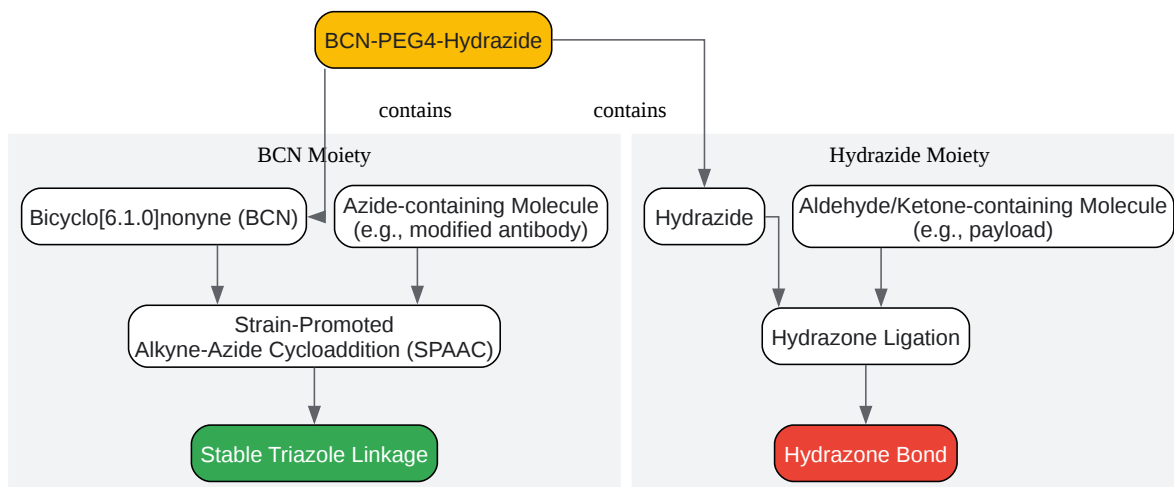 BCN-PEG4-Hydrazide
contains
contains
BCN Moiety
Hydrazide Moiety
Bicyclo[6.1.0]nonyne (BCN)
Azide-containing Molecule
(e.g., modified antibody)
Hydrazide
Aldehyde/Ketone-containing Molecule
(e.g., payload)
Strain-Promoted
Alkyne-Azide Cycloaddition (SPAAC)
Hydrazone Ligation
Stable Triazole Linkage
Hydrazone Bond